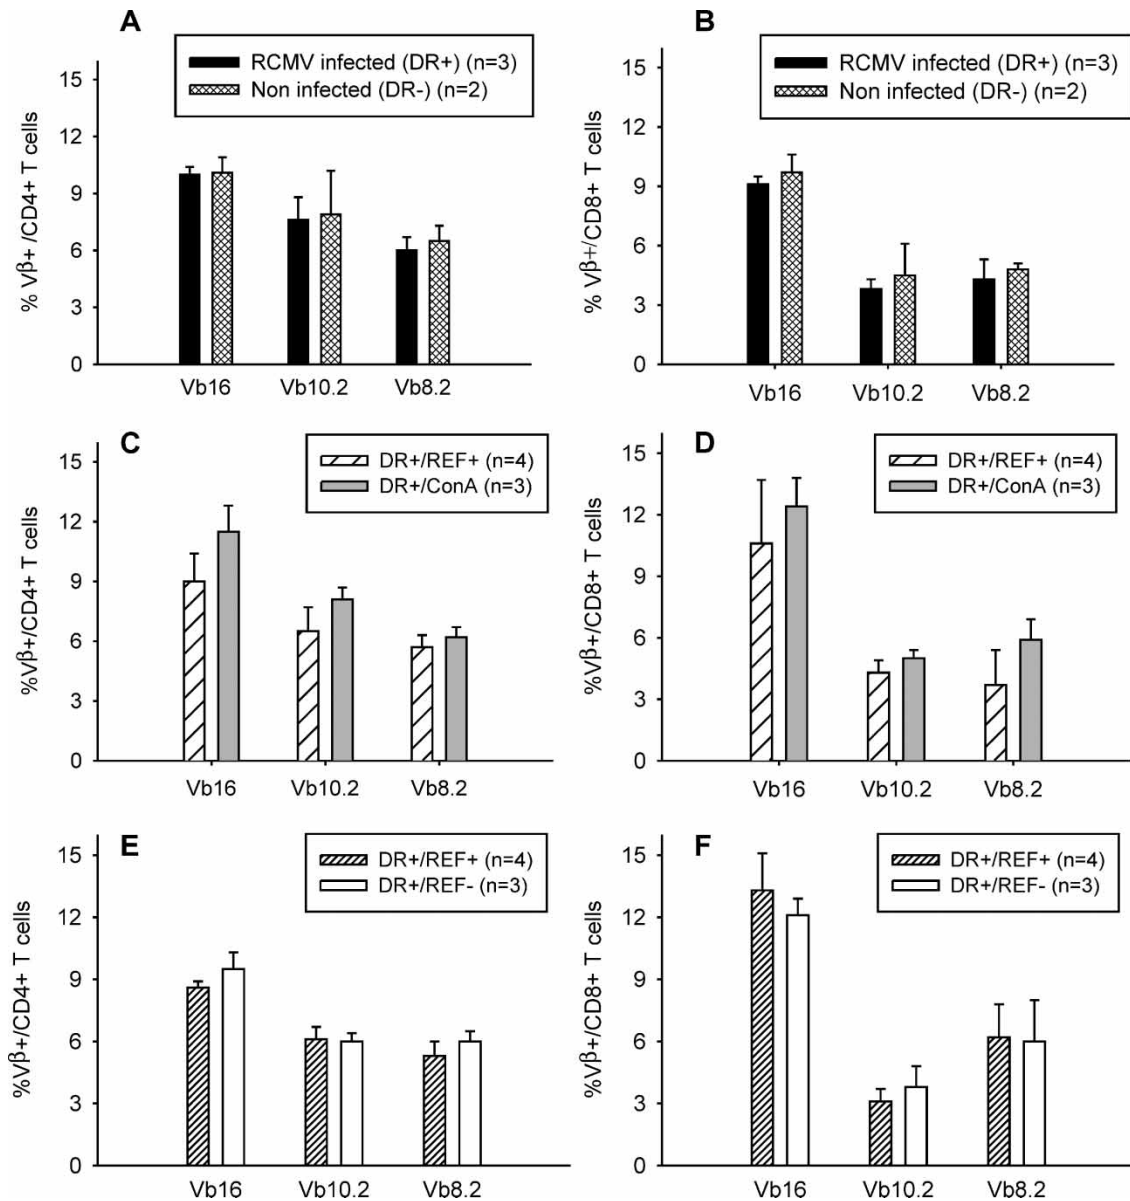 A
RCMV infected (DR+) (n=3)
Non infected (DR-) (n=2)
% Vβ+ /CD4+ T cells
15
12
9
6
3
0
Vb16 Vb10.2 Vb8.2
B
RCMV infected (DR+) (n=3)
Non infected (DR-) (n=2)
% Vβ+/CD8+ T cells
15
12
9
6
3
0
Vb16 Vb10.2 Vb8.2
C
DR+/REF+ (n=4)
DR+/ConA (n=3)
%Vβ+/CD4+ T cells
15
12
9
6
3
0
Vb16 Vb10.2 Vb8.2
D
DR+/REF+ (n=4)
DR+/ConA (n=3)
%Vβ+/CD8+ T cells
15
12
9
6
3
0
Vb16 Vb10.2 Vb8.2
E
DR+/REF+ (n=4)
DR+/REF- (n=3)
%Vβ+/CD4+ T cells
15
12
9
6
3
0
Vb16 Vb10.2 Vb8.2
F
DR+/REF+ (n=4)
DR+/REF- (n=3)
%Vβ+/CD8+ T cells
15
12
9
6
3
0
Vb16 Vb10.2 Vb8.2